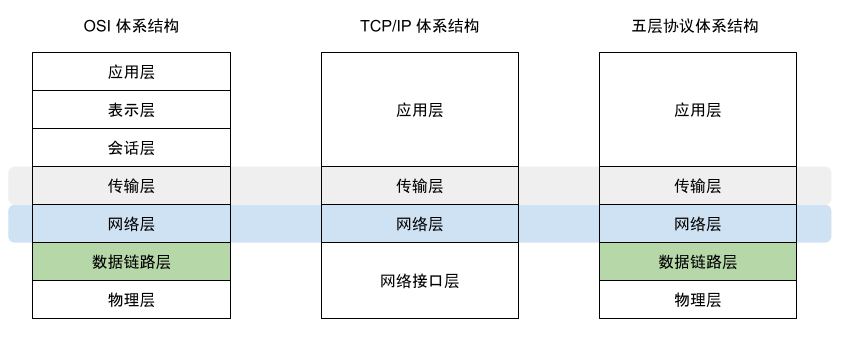 OSI 体系结构
应用层
表示层
会话层
传输层
网络层
数据链路层
物理层
TCP/IP 体系结构
应用层
传输层
网络层
网络接口层
五层协议体系结构
应用层
传输层
网络层
数据链路层
物理层